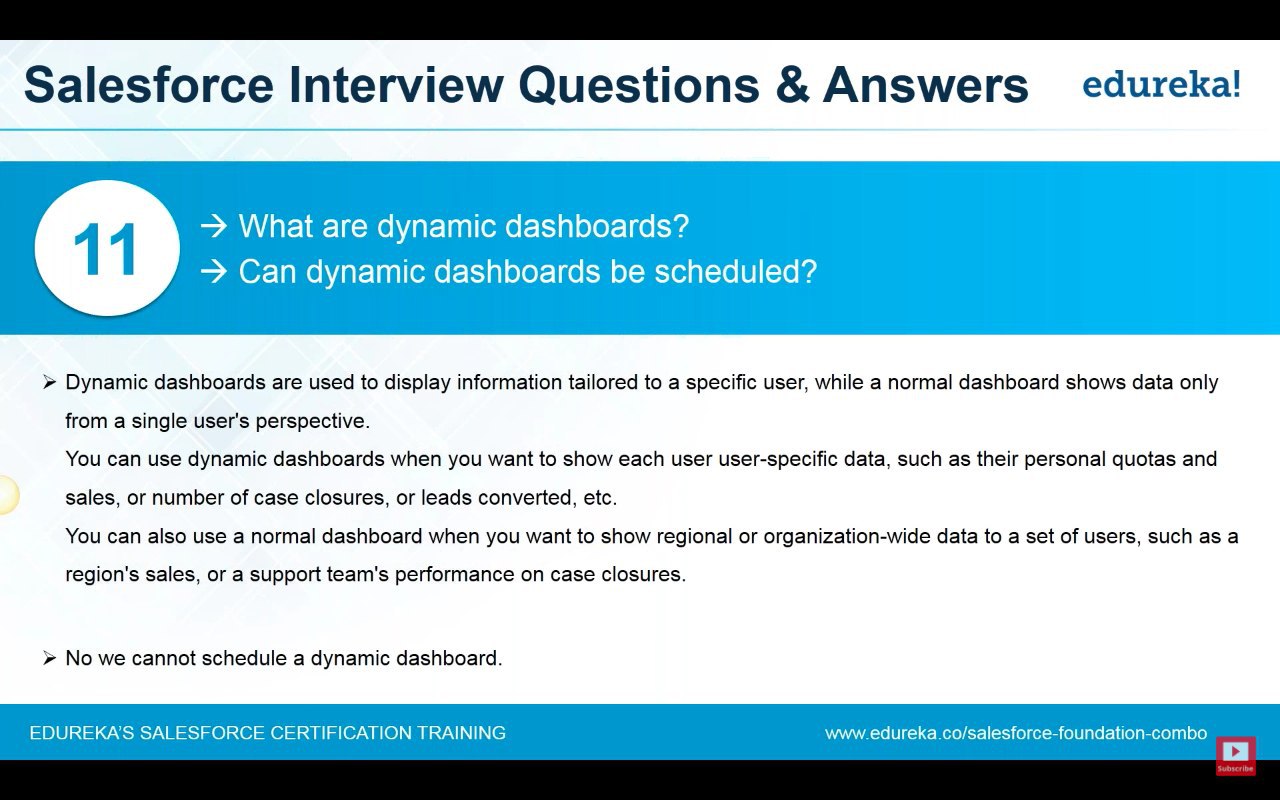 Salesforce Interview Questions & Answers
edureka!
11
→ What are dynamic dashboards?
→ Can dynamic dashboards be scheduled?
➢ Dynamic dashboards are used to display information tailored to a specific user, while a normal dashboard shows data only
from a single user's perspective.
You can use dynamic dashboards when you want to show each user user-specific data, such as their personal quotas and
sales, or number of case closures, or leads converted, etc.
You can also use a normal dashboard when you want to show regional or organization-wide data to a set of users, such as a
region's sales, or a support team's performance on case closures.
➢ No we cannot schedule a dynamic dashboard.
EDUREKA’S SALESFORCE CERTIFICATION TRAINING
www.edureka.co/salesforce-foundation-combo
Subscribe